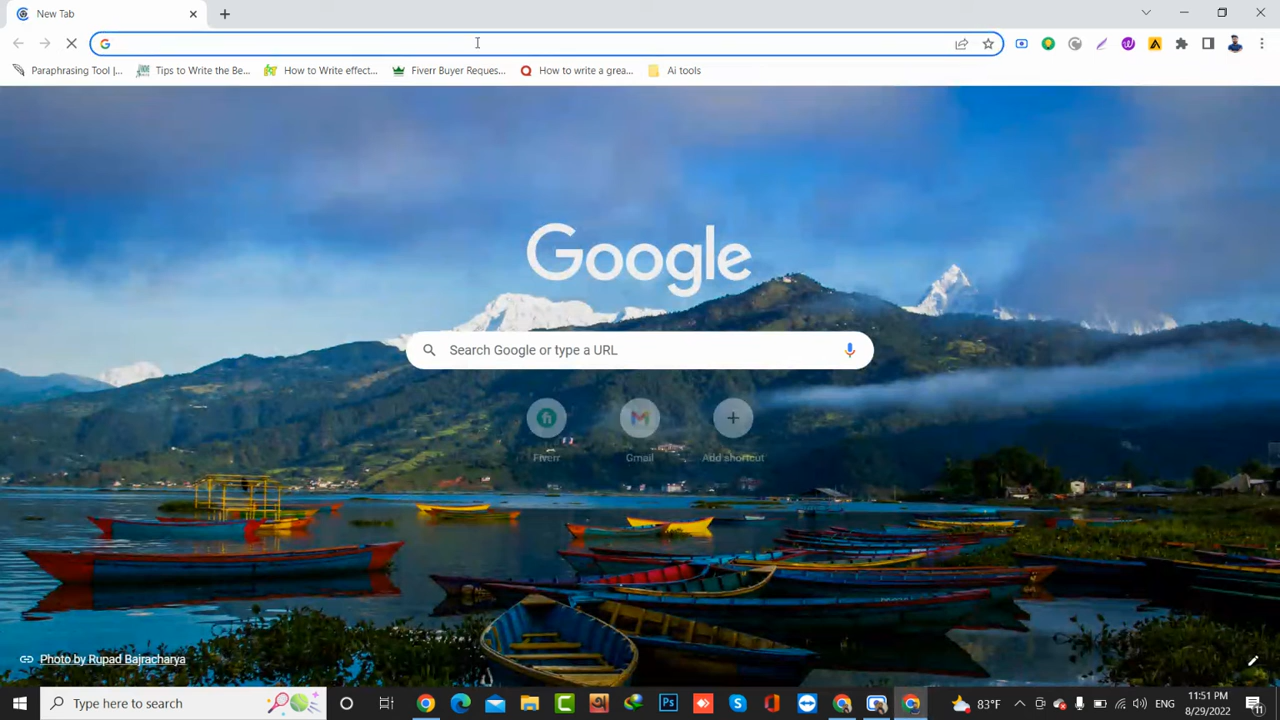 New Tab
Paraphrasing Tool |...
Tips to Write the Be...
How to Write effect...
Fiverr Buyer Reques...
How to write a grea...
Ai tools
Google
Search Google or type a URL
Fiverr
Gmail
Add shortcut
Photo by Rupad Bajracharya
Type here to search
Ps
83°F
11:51 PM
8/29/2022